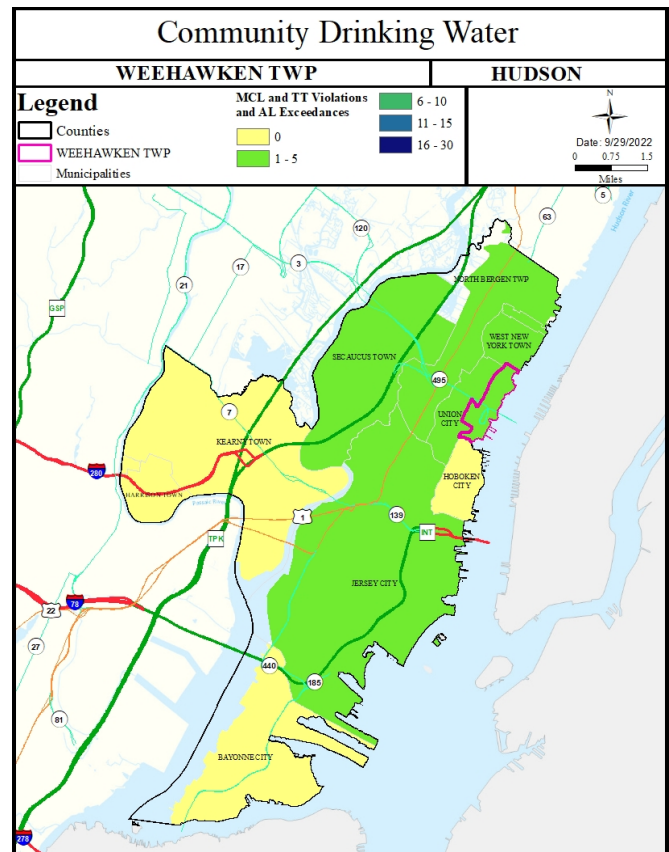 Community Drinking Water
WEEHAWKEN TWP
HUDSON
Legend
Counties
WEEHAWKEN TWP
Municipalities
MCL and TT Violations
and AL Exceedances
0
1 - 5
6 - 10
11 - 15
16 - 30
N
Date: 9/29/2022
0 0.75 1.5
Miles
5
63
Hudson River
120
3
17
21
GSP
NORTH BERGEN TWP
WEST NEW
YORK TOWN
SECAUCUS TOWN
495
UNION
CITY
7
KEARNY TOWN
HOBOKEN
CITY
280
HARRISON TOWN
Passaic River
1
139
TPK
INT
JERSEY CITY
78
22
27
440
185
81
BAYONNE CITY
278